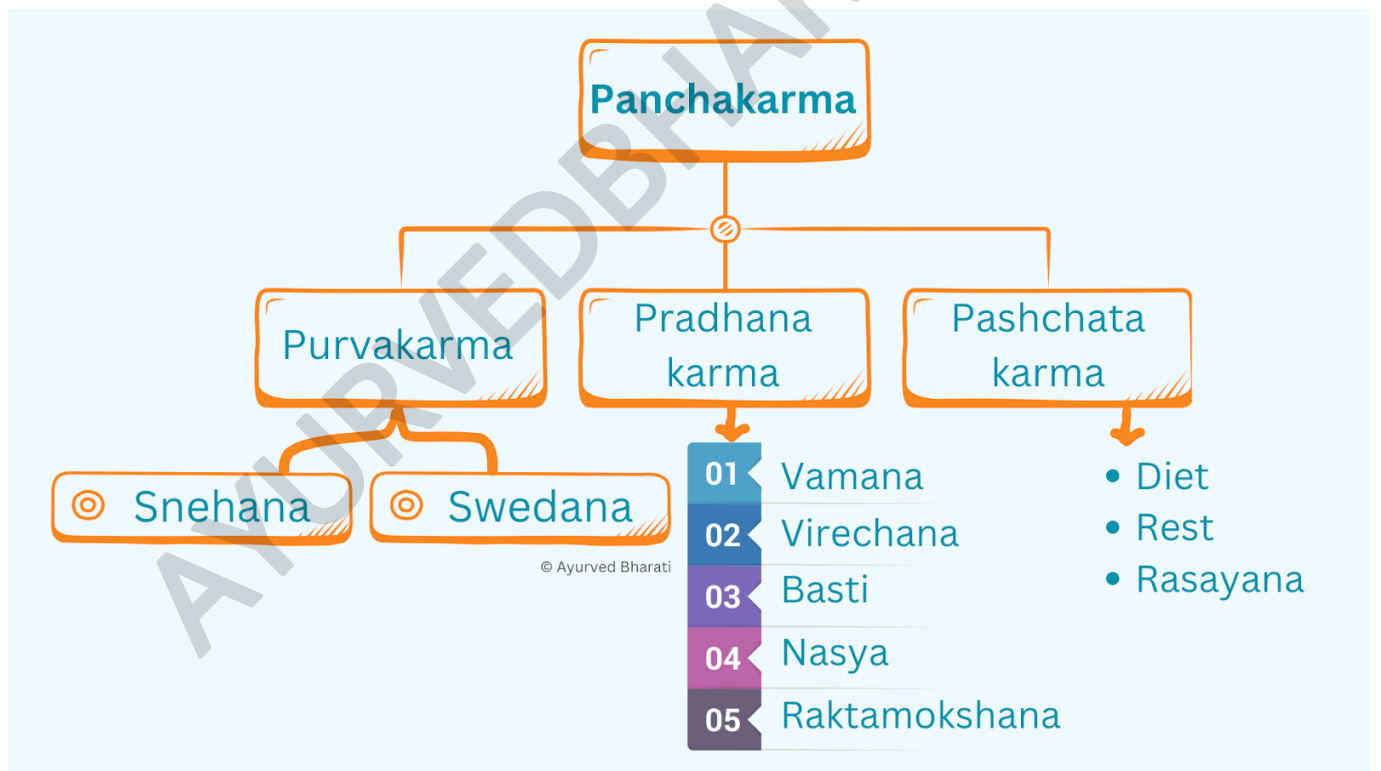 Panchakarma
Purvakarma
Pradhana
karma
Pashchata
karma
Snehana
Swedana
© Ayurved Bharati
01 Vamana
02 Virechana
03 Basti
04 Nasya
05 Raktamokshana
Diet
Rest
Rasayana
AYURVEDBHAR